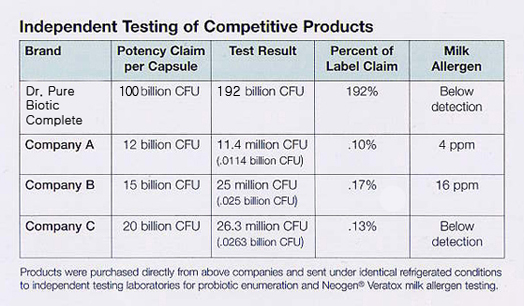 Independent Testing of Competitive Products
Brand
Potency Claim
per Capsule
Test Result
Percent of
Label Claim
Milk
Allergen
Dr. Pure
Biotic
Complete
100 billion CFU
192 billion CFU
192%
Below
detection
Company A
12 billion CFU
11.4 million CFU
(.0114 billion CFU)
.10%
4 ppm
Company B
15 billion CFU
25 million CFU
(.025 billion CFU)
.17%
16 ppm
Company C
20 billion CFU
26.3 million CFU
(.0263 billion CFU)
.13%
Below
detection
Products were purchased directly from above companies and sent under identical refrigerated conditions
to independent testing laboratories for probiotic enumeration and Neogen® Veratox milk allergen testing.